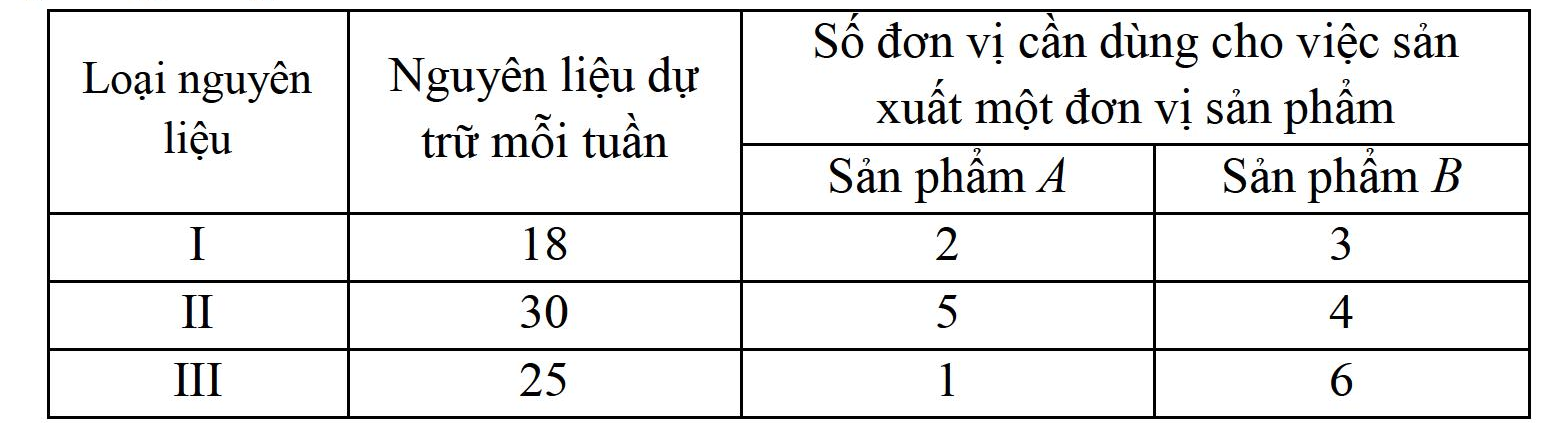 Loại nguyên
liệu
Nguyên liệu dự
trữ mỗi tuần
Số đơn vị cần dùng cho việc sản
xuất một đơn vị sản phẩm
Sản phẩm A
Sản phẩm B
I 18 2 3
II 30 5 4
III 25 1 6